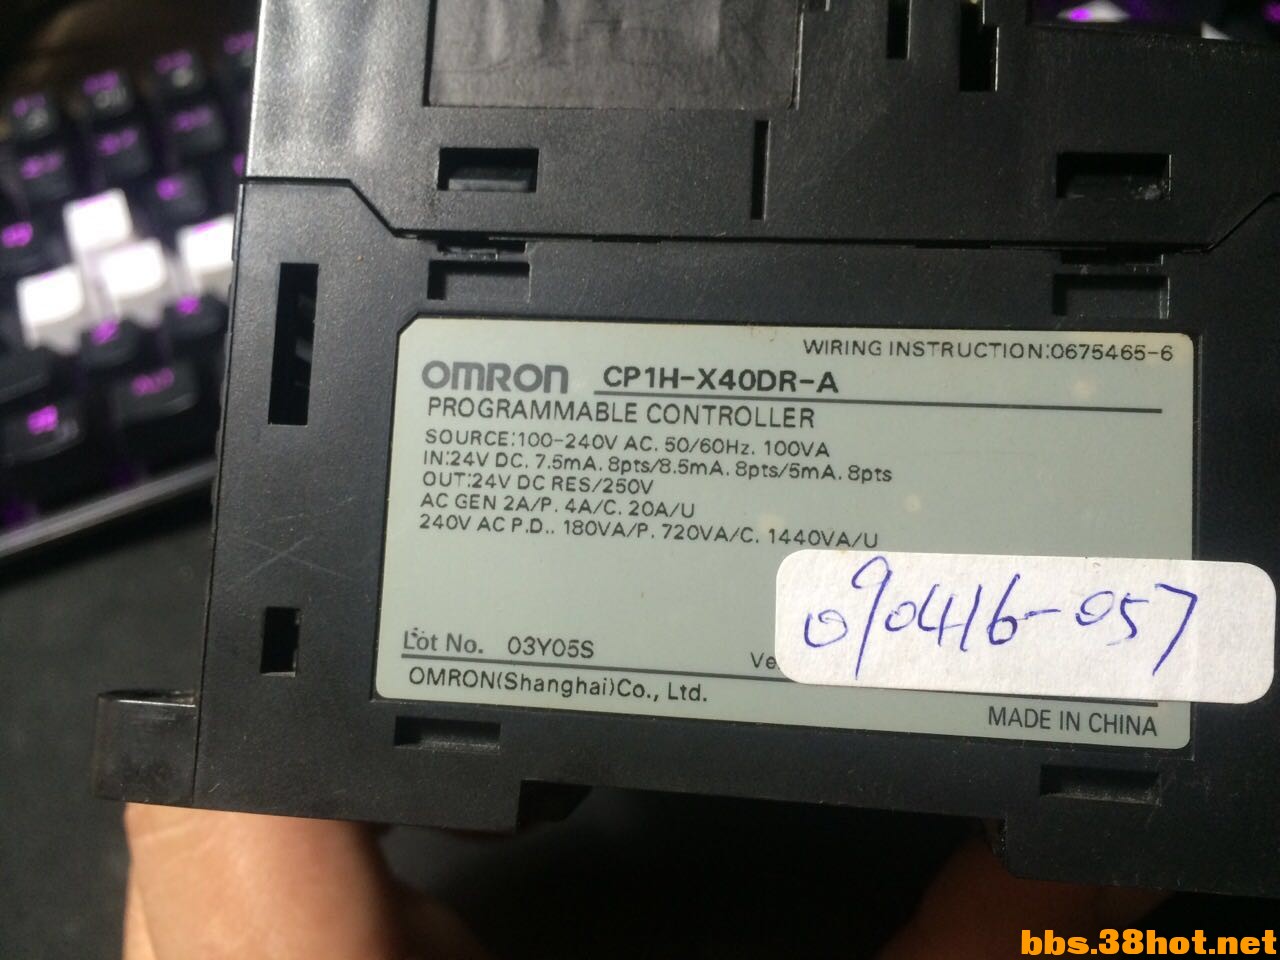 WIRING INSTRUCTION:0675465-6
OMRON CP1H-X40DR-A
PROGRAMMABLE CONTROLLER
SOURCE:100-240V AC. 50/60Hz. 100VA
IN:24V DC. 7.5mA. 8pts/8.5mA. 8pts/5mA. 8pts
OUT:24V DC RES/250V
AC GEN 2A/P. 4A/C. 20A/U
240V AC P.D.. 180VA/P. 720VA/C. 1440VA/U
090416-057
Lot No. 03Y05S Ve
OMRON(Shanghai)Co., Ltd.
MADE IN CHINA
bbs.38hot.net